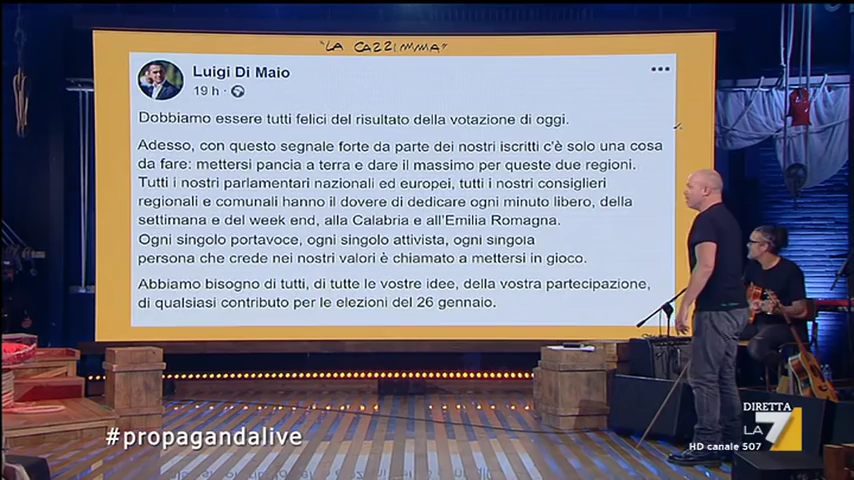 "LA CAZZIMMA"
Luigi Di Maio
19 h ·
Dobbiamo essere tutti felici del risultato della votazione di oggi.
Adesso, con questo segnale forte da parte dei nostri iscritti c'è solo una cosa
da fare: mettersi pancia a terra e dare il massimo per queste due regioni.
Tutti i nostri parlamentari nazionali ed europei, tutti i nostri consiglieri
regionali e comunali hanno il dovere di dedicare ogni minuto libero, della
settimana e del week end, alla Calabria e all'Emilia Romagna.
Ogni singolo portavoce, ogni singolo attivista, ogni singola
persona che crede nei nostri valori è chiamato a mettersi in gioco.
Abbiamo bisogno di tutti, di tutte le vostre idee, della vostra partecipazione,
di qualsiasi contributo per le elezioni del 26 gennaio.
#propagandalive
DIRETTA
LA 7
HD canale 507